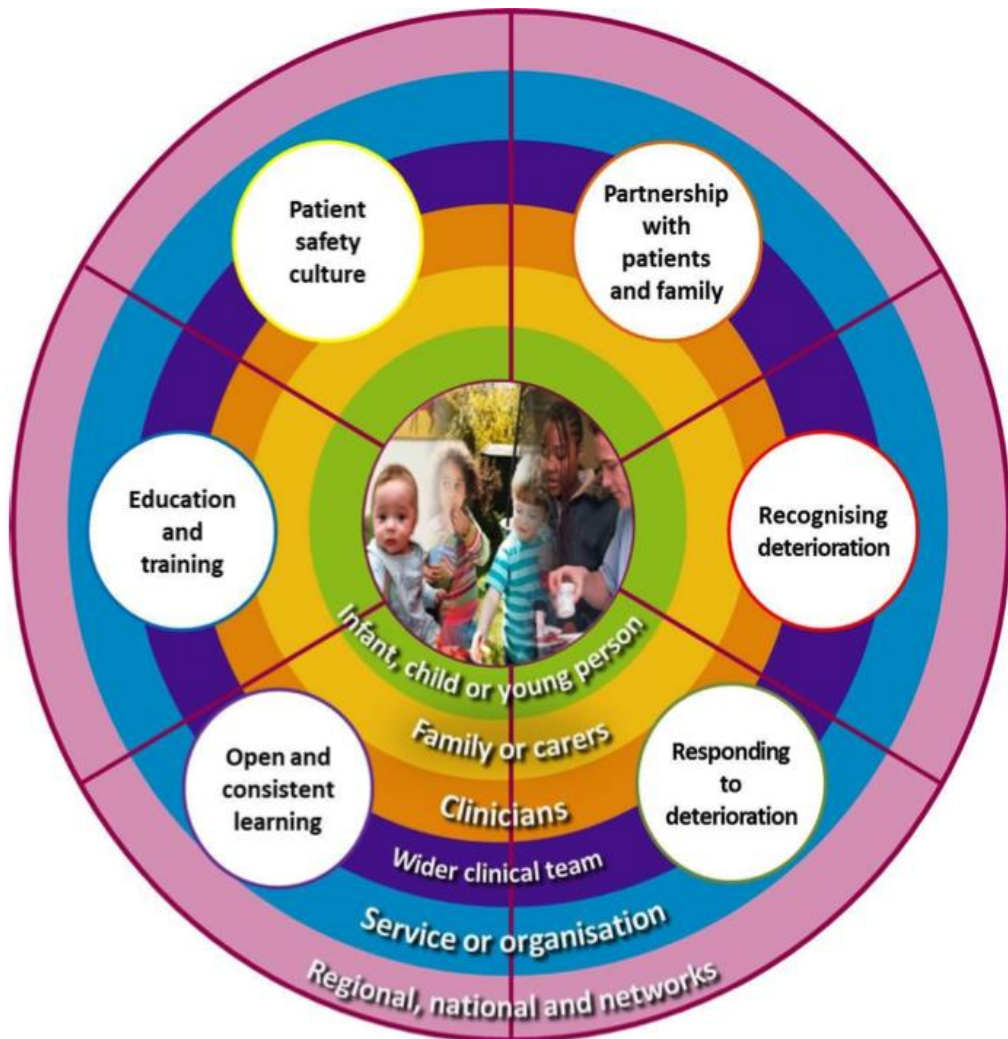 Patient
safety
culture
Partnership
with
patients
and family
Education
and
training
Recognising
deterioration
Open and
consistent
learning
Responding
to
deterioration
Infant, child or young person
Family or carers
Clinicians
Wider clinical team
Service or organisation
Regional, national and networks